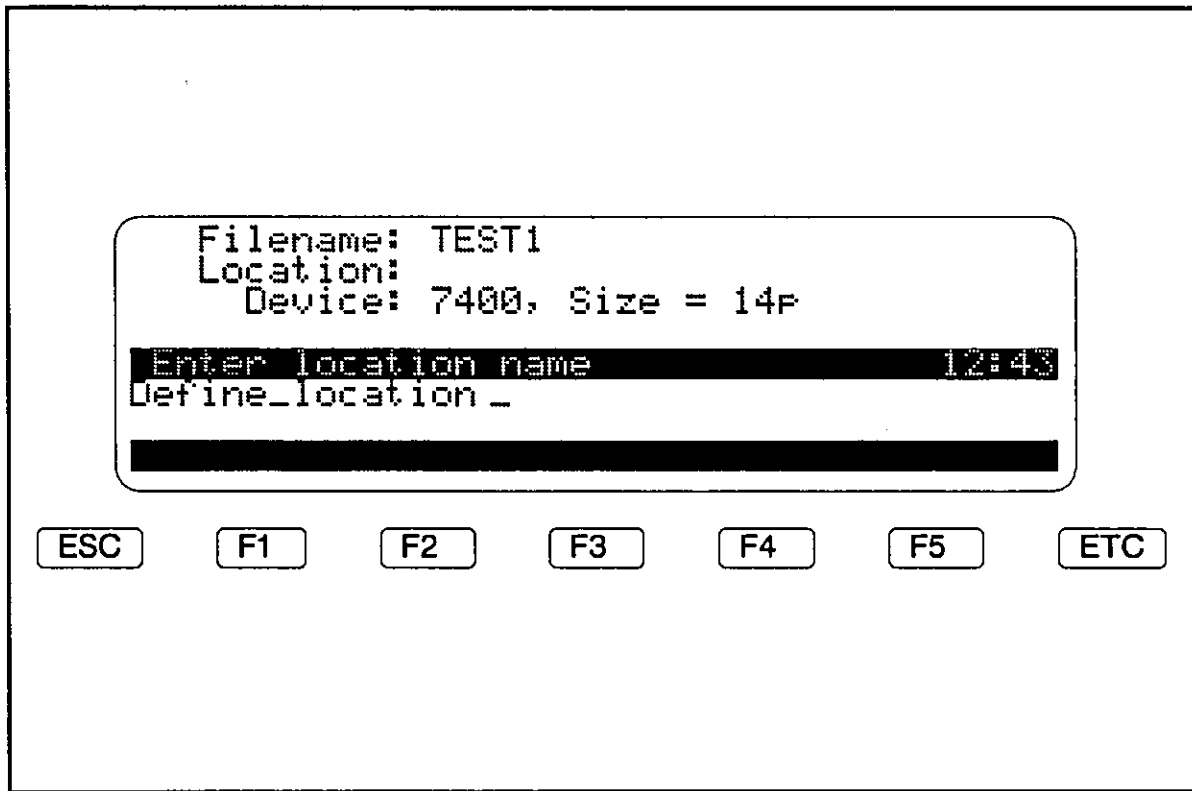 Filename: TEST1
Location:
Device: 7400, Size = 14p
Enter location name 12:43
Define_location _
ESC F1 F2 F3 F4 F5 ETC